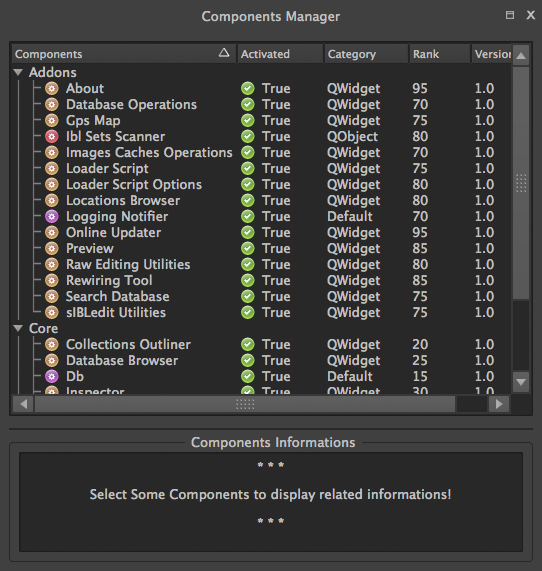 Components Manager
Components Activated Category Rank Version
Addons
About True QWidget 95 1.0
Database Operations True QWidget 70 1.0
Gps Map True QWidget 75 1.0
Ibl Sets Scanner True QObject 80 1.0
Images Caches Operations True QWidget 70 1.0
Loader Script True QWidget 75 1.0
Loader Script Options True QWidget 80 1.0
Locations Browser True QWidget 80 1.0
Logging Notifier True Default 70 1.0
Online Updater True QWidget 95 1.0
Preview True QWidget 85 1.0
Raw Editing Utilities True QWidget 80 1.0
Rewiring Tool True QWidget 85 1.0
Search Database True QWidget 75 1.0
sIBLedit Utilities True QWidget 75 1.0
Core
Collections Outliner True QWidget 20 1.0
Database Browser True QWidget 25 1.0
Db True Default 15 1.0
Inspector True QWidget 30 1.0
Components Informations
* * *
Select Some Components to display related informations!
* * *